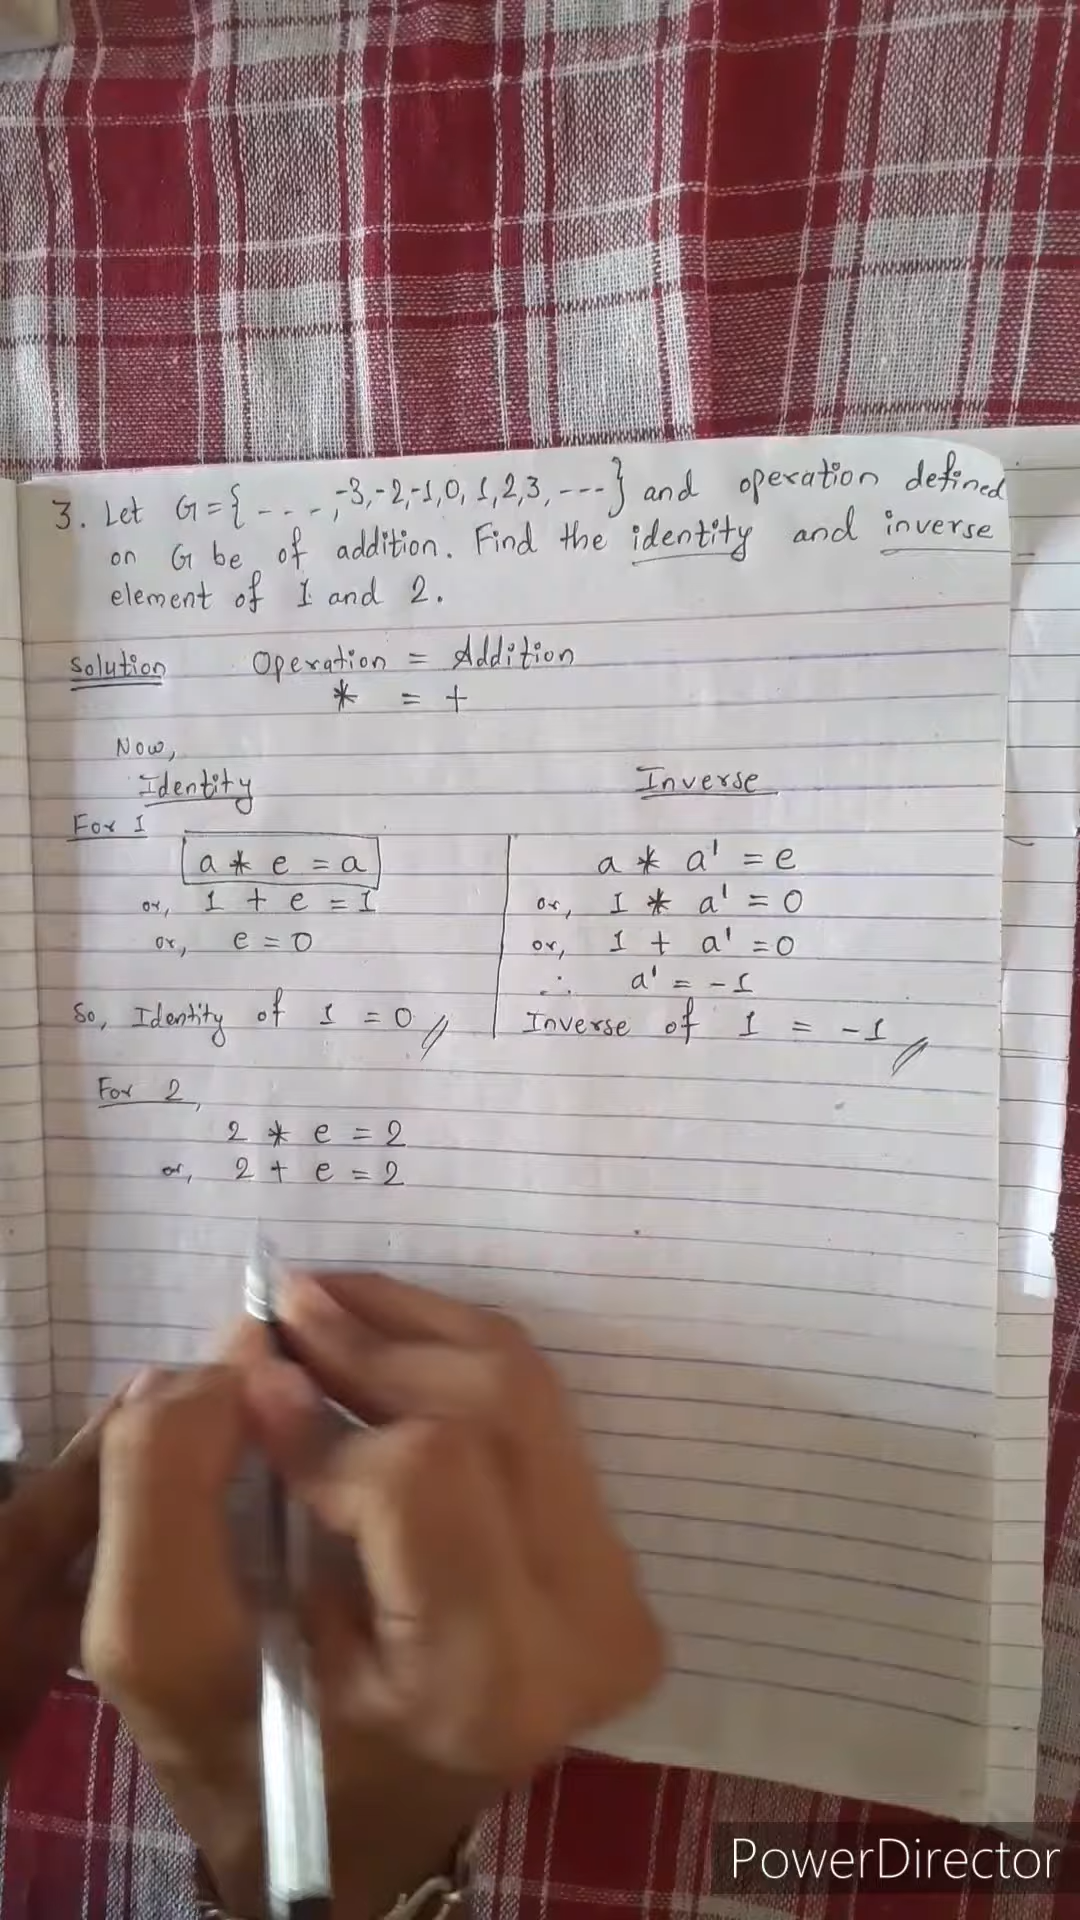 3. Let G = { - - - , -3, -2, -1, 0, 1, 2, 3, --- } and operation defined
on G be of addition. Find the identity and inverse
element of 1 and 2.
Solution Operation = Addition
* = +
Now,
Identity Inverse
For 1
a * e = a
or, 1 + e = 1
or, e = 0
So, Identity of 1 = 0 //
a * a' = e
or, 1 * a' = 0
or, 1 + a' = 0
∴ a' = -1
Inverse of 1 = -1 //
For 2,
2 * e = 2
or, 2 + e = 2
PowerDirector